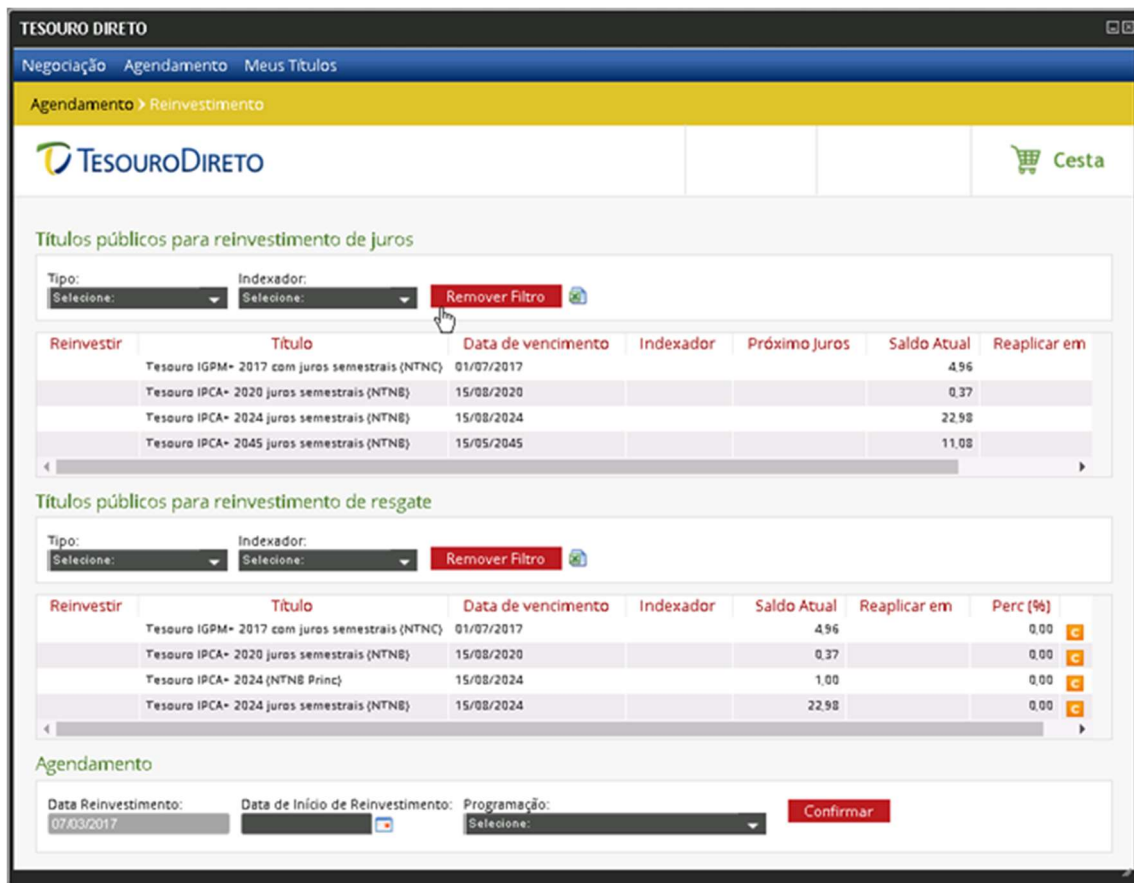 TESOURO DIRETO
Negociação Agendamento Meus Títulos
Agendamento > Reinvestimento
TESOURODIRETO
Cesta
Títulos públicos para reinvestimento de juros
Tipo: Indexador:
Selecione: Selecione: Remover Filtro
Reinvestir Título Data de vencimento Indexador Próximo Juros Saldo Atual Reaplicar em
Tesouro IGPM+ 2017 com juros semestrais (NTNC) 01/07/2017 4,96
Tesouro IPCA+ 2020 juros semestrais (NTNB) 15/08/2020 0,37
Tesouro IPCA+ 2024 juros semestrais (NTNB) 15/08/2024 22,98
Tesouro IPCA+ 2045 juros semestrais (NTNB) 15/05/2045 11,08
Títulos públicos para reinvestimento de resgate
Tipo: Indexador:
Selecione: Selecione: Remover Filtro
Reinvestir Título Data de vencimento Indexador Saldo Atual Reaplicar em Perc (%)
Tesouro IGPM+ 2017 com juros semestrais (NTNC) 01/07/2017 4,96 0,00 C
Tesouro IPCA+ 2020 juros semestrais (NTNB) 15/08/2020 0,37 0,00 C
Tesouro IPCA+ 2024 (NTNB Princ) 15/08/2024 1,00 0,00 C
Tesouro IPCA+ 2024 juros semestrais (NTNB) 15/08/2024 22,98 0,00 C
Agendamento
Data Reinvestimento: Data de Início de Reinvestimento: Programação:
07/03/2017 Selecione: Confirmar